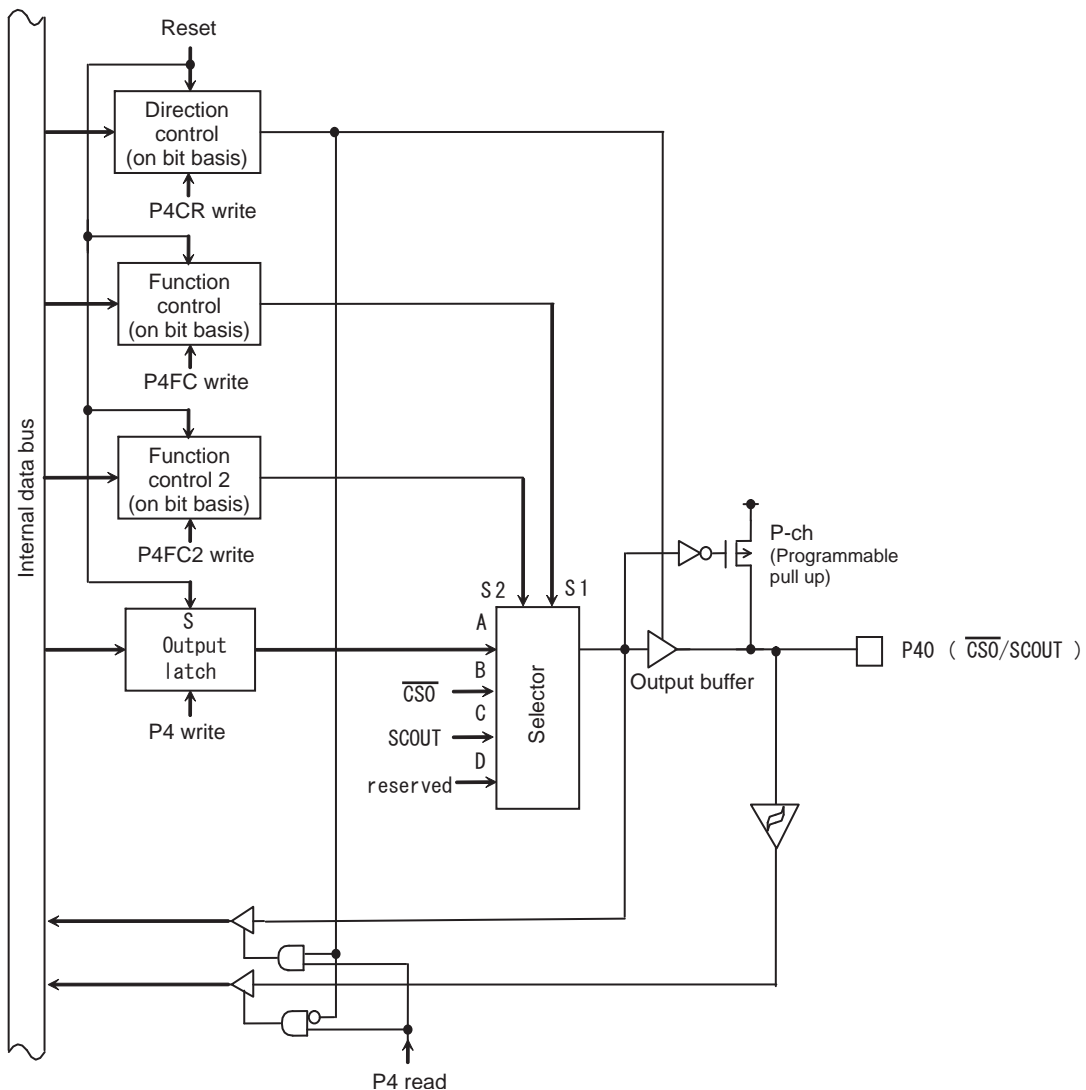 Reset
Direction
control
(on bit basis)
P4CR write
Function
control
(on bit basis)
P4FC write
Internal data bus
Function
control 2
(on bit basis)
P4FC2 write
P-ch
(Programmable
pull up)
S2
S1
S
Output
latch
P4 write
A
B
CS0
C
SCOUT
D
reserved
Selector
Output buffer
P40 ( CS0/SCOUT )
P4 read